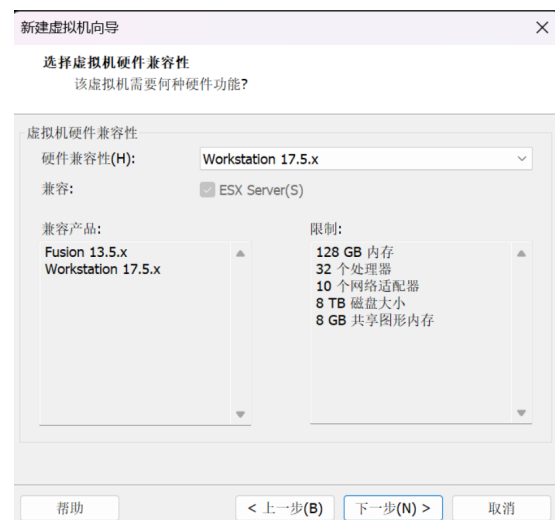 新建虚拟机向导
选择虚拟机硬件兼容性
该虚拟机需要何种硬件功能?
虚拟机硬件兼容性
硬件兼容性(H): Workstation 17.5.x
兼容: ESX Server(S)
兼容产品: 限制:
Fusion 13.5.x 128 GB 内存
Workstation 17.5.x 32 个处理器
10 个网络适配器
8 TB 磁盘大小
8 GB 共享图形内存
帮助 < 上一步(B) 下一步(N) > 取消